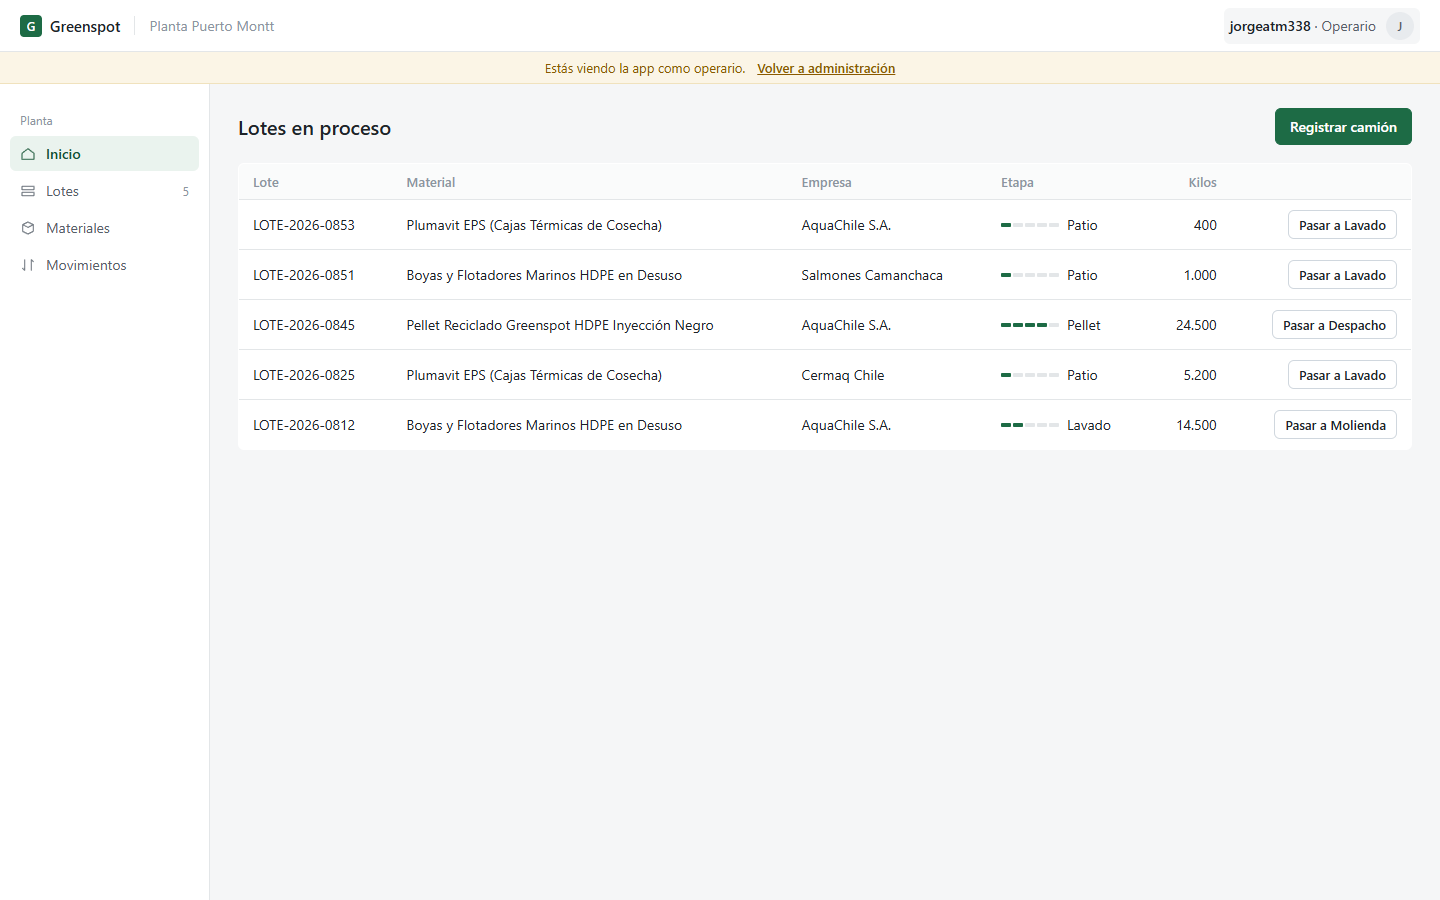 G Greenspot Planta Puerto Montt jorgeatm338 · Operario J
Estás viendo la app como operario. Volver a administración
Planta
Inicio
Lotes 5
Materiales
Movimientos
Lotes en proceso Registrar camión
Lote Material Empresa Etapa Kilos
LOTE-2026-0853 Plumavit EPS (Cajas Térmicas de Cosecha) AquaChile S.A. Patio 400 Pasar a Lavado
LOTE-2026-0851 Boyas y Flotadores Marinos HDPE en Desuso Salmones Camanchaca Patio 1.000 Pasar a Lavado
LOTE-2026-0845 Pellet Reciclado Greenspot HDPE Inyección Negro AquaChile S.A. Pellet 24.500 Pasar a Despacho
LOTE-2026-0825 Plumavit EPS (Cajas Térmicas de Cosecha) Cermaq Chile Patio 5.200 Pasar a Lavado
LOTE-2026-0812 Boyas y Flotadores Marinos HDPE en Desuso AquaChile S.A. Lavado 14.500 Pasar a Molienda